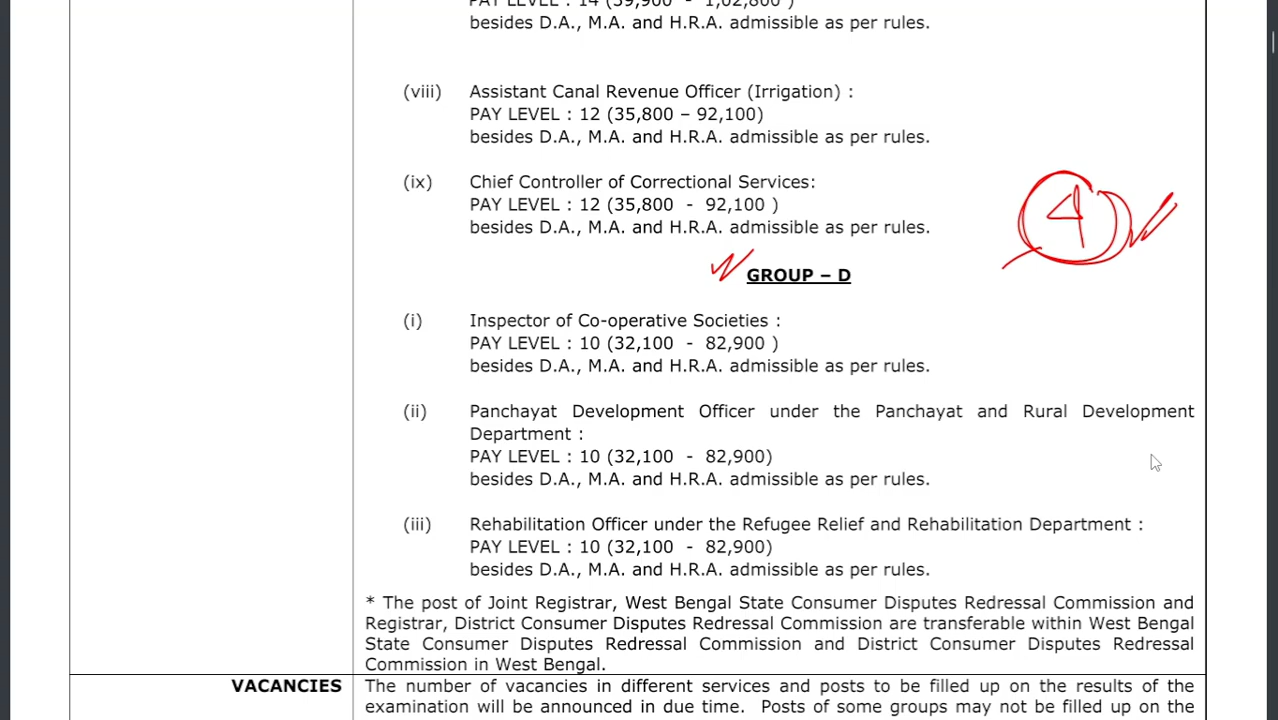 PAY LEVEL : 14 (39,900 - 1,02,800 )
besides D.A., M.A. and H.R.A. admissible as per rules.
(viii) Assistant Canal Revenue Officer (Irrigation) :
PAY LEVEL : 12 (35,800 – 92,100)
besides D.A., M.A. and H.R.A. admissible as per rules.
(ix) Chief Controller of Correctional Services:
PAY LEVEL : 12 (35,800 - 92,100 )
besides D.A., M.A. and H.R.A. admissible as per rules.
4
GROUP – D
(i) Inspector of Co-operative Societies :
PAY LEVEL : 10 (32,100 - 82,900 )
besides D.A., M.A. and H.R.A. admissible as per rules.
(ii) Panchayat Development Officer under the Panchayat and Rural Development
Department :
PAY LEVEL : 10 (32,100 - 82,900)
besides D.A., M.A. and H.R.A. admissible as per rules.
(iii) Rehabilitation Officer under the Refugee Relief and Rehabilitation Department :
PAY LEVEL : 10 (32,100 - 82,900)
besides D.A., M.A. and H.R.A. admissible as per rules.
* The post of Joint Registrar, West Bengal State Consumer Disputes Redressal Commission and
Registrar, District Consumer Disputes Redressal Commission are transferable within West Bengal
State Consumer Disputes Redressal Commission and District Consumer Disputes Redressal
Commission in West Bengal.
VACANCIES The number of vacancies in different services and posts to be filled up on the results of the
examination will be announced in due time. Posts of some groups may not be filled up on the